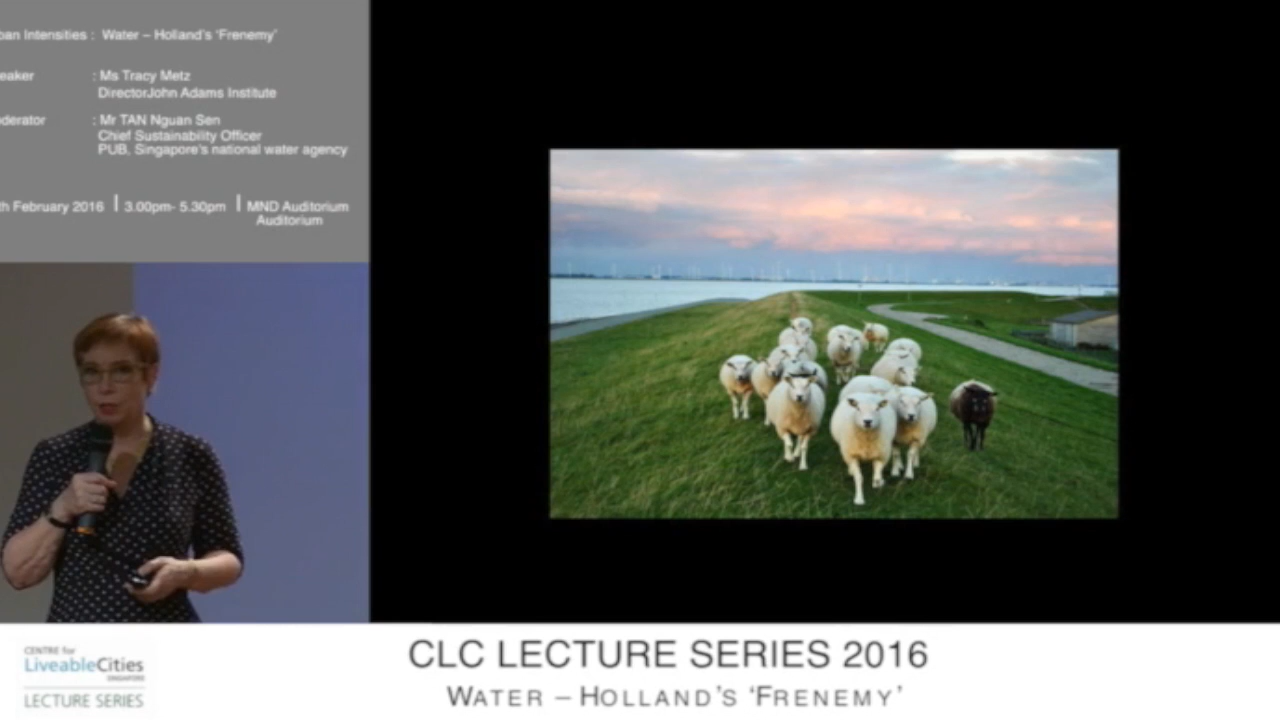 ban Intensities : Water – Holland's 'Frenemy'
eaker : Ms Tracy Metz
DirectorJohn Adams Institute
derator : Mr TAN Nguan Sen
Chief Sustainability Officer
PUB, Singapore's national water agency
th February 2016 | 3.00pm- 5.30pm | MND Auditorium
Auditorium
CENTRE for
LiveableCities
SINGAPORE
LECTURE SERIES
CLC LECTURE SERIES 2016
WATER – HOLLAND'S 'FRENEMY'